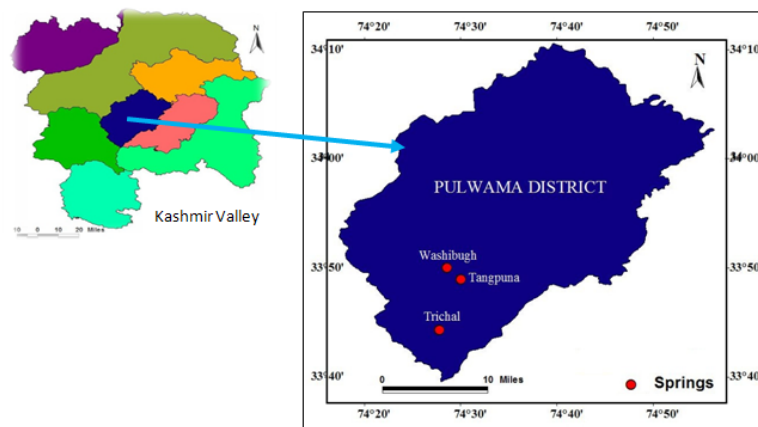 N
Kashmir Valley
10 0 10 20 Miles
74°20' 74°30' 74°40' 74°50'
34°10' 34°10'
N
34°00' 34°00'
PULWAMA DISTRICT
Washibugh
33°50' 33°50'
Tangpuna
Trichal
33°40' 33°40'
0 10 Miles
Springs
74°20' 74°30' 74°40' 74°50'